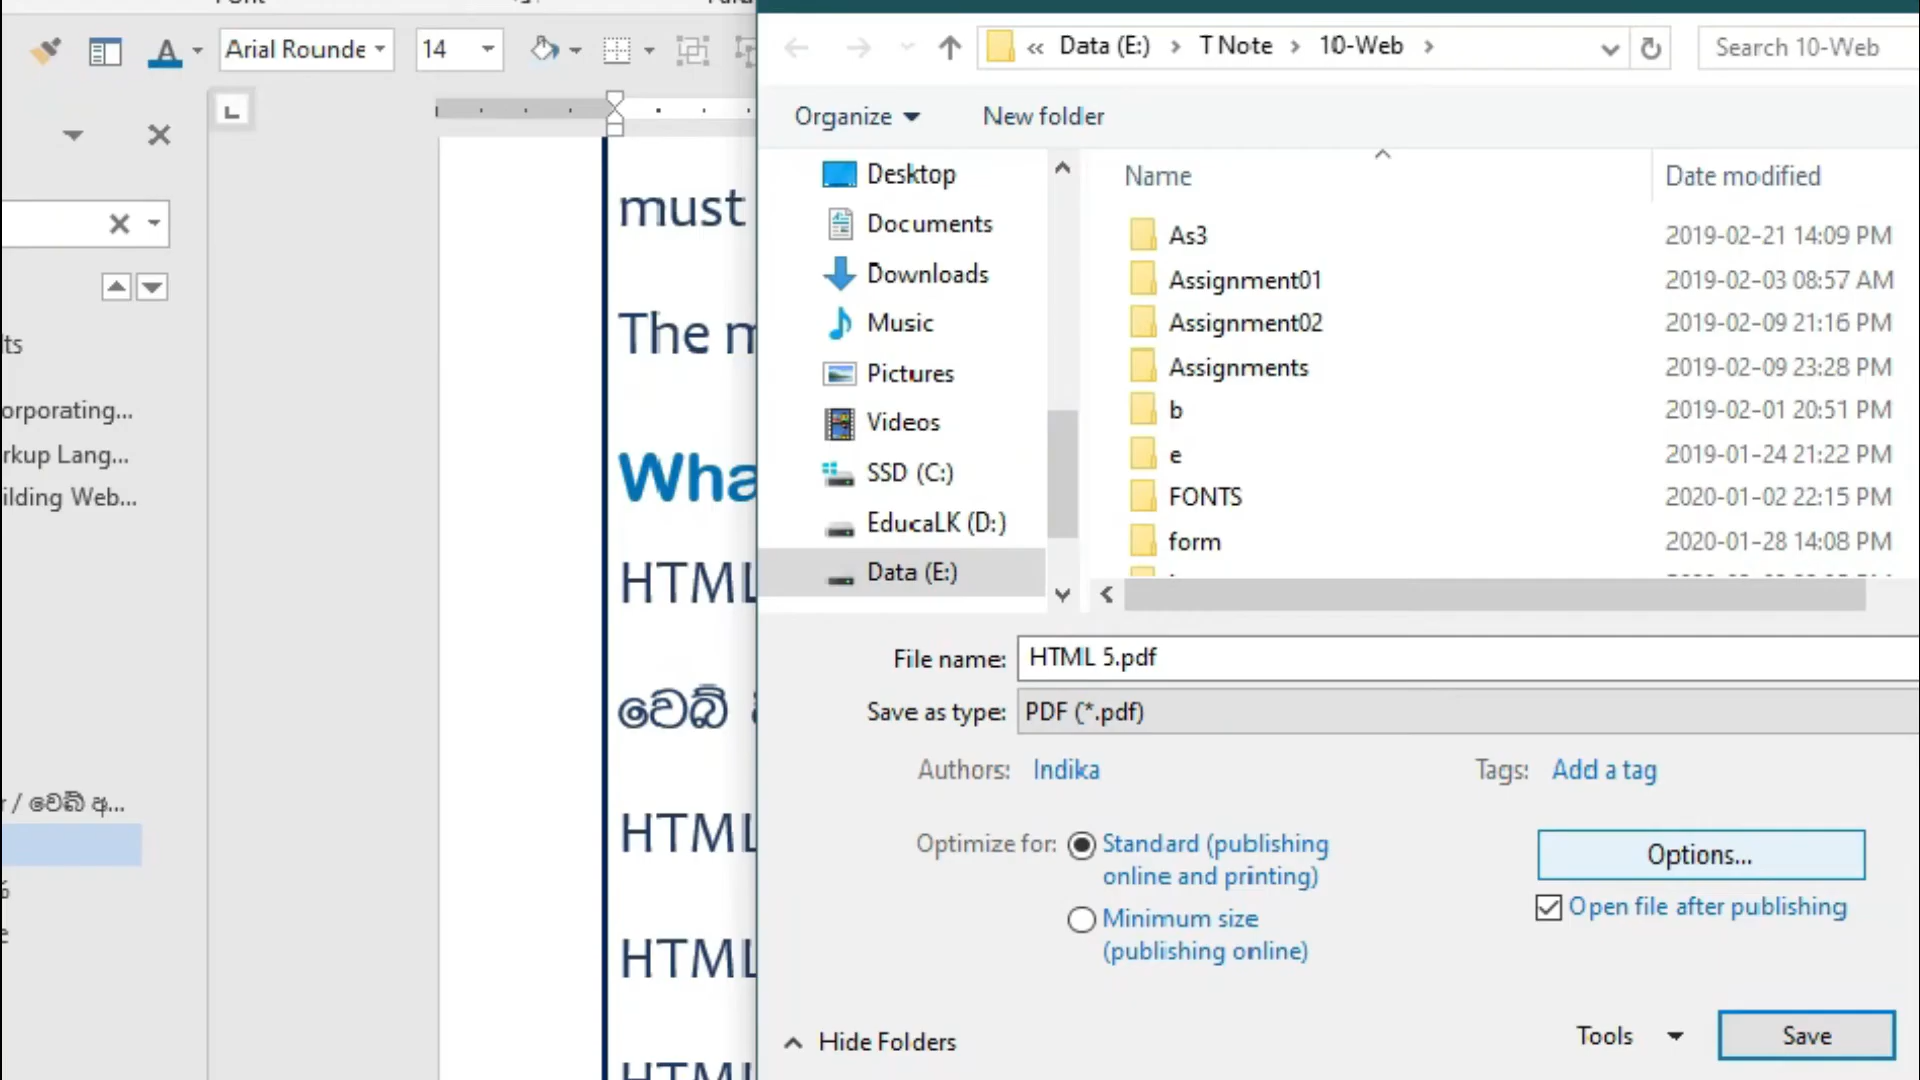 Arial Rounde
14
must
The m
Wha
HTML
වෙබ්
HTML
HTML
HTML
lts
orporating...
rkup Lang...
ilding Web...
r / වෙබ් අ...
Data (E:)
T Note
10-Web
Search 10-Web
Organize
New folder
Desktop
Documents
Downloads
Music
Pictures
Videos
SSD (C:)
EducaLK (D:)
Data (E:)
Name
Date modified
As3
2019-02-21 14:09 PM
Assignment01
2019-02-03 08:57 AM
Assignment02
2019-02-09 21:16 PM
Assignments
2019-02-09 23:28 PM
b
2019-02-01 20:51 PM
e
2019-01-24 21:22 PM
FONTS
2020-01-02 22:15 PM
form
2020-01-28 14:08 PM
File name:
HTML 5.pdf
Save as type:
PDF (*.pdf)
Authors:
Indika
Tags:
Add a tag
Optimize for:
Standard (publishing
online and printing)
Minimum size
(publishing online)
Options...
Open file after publishing
Hide Folders
Tools
Save